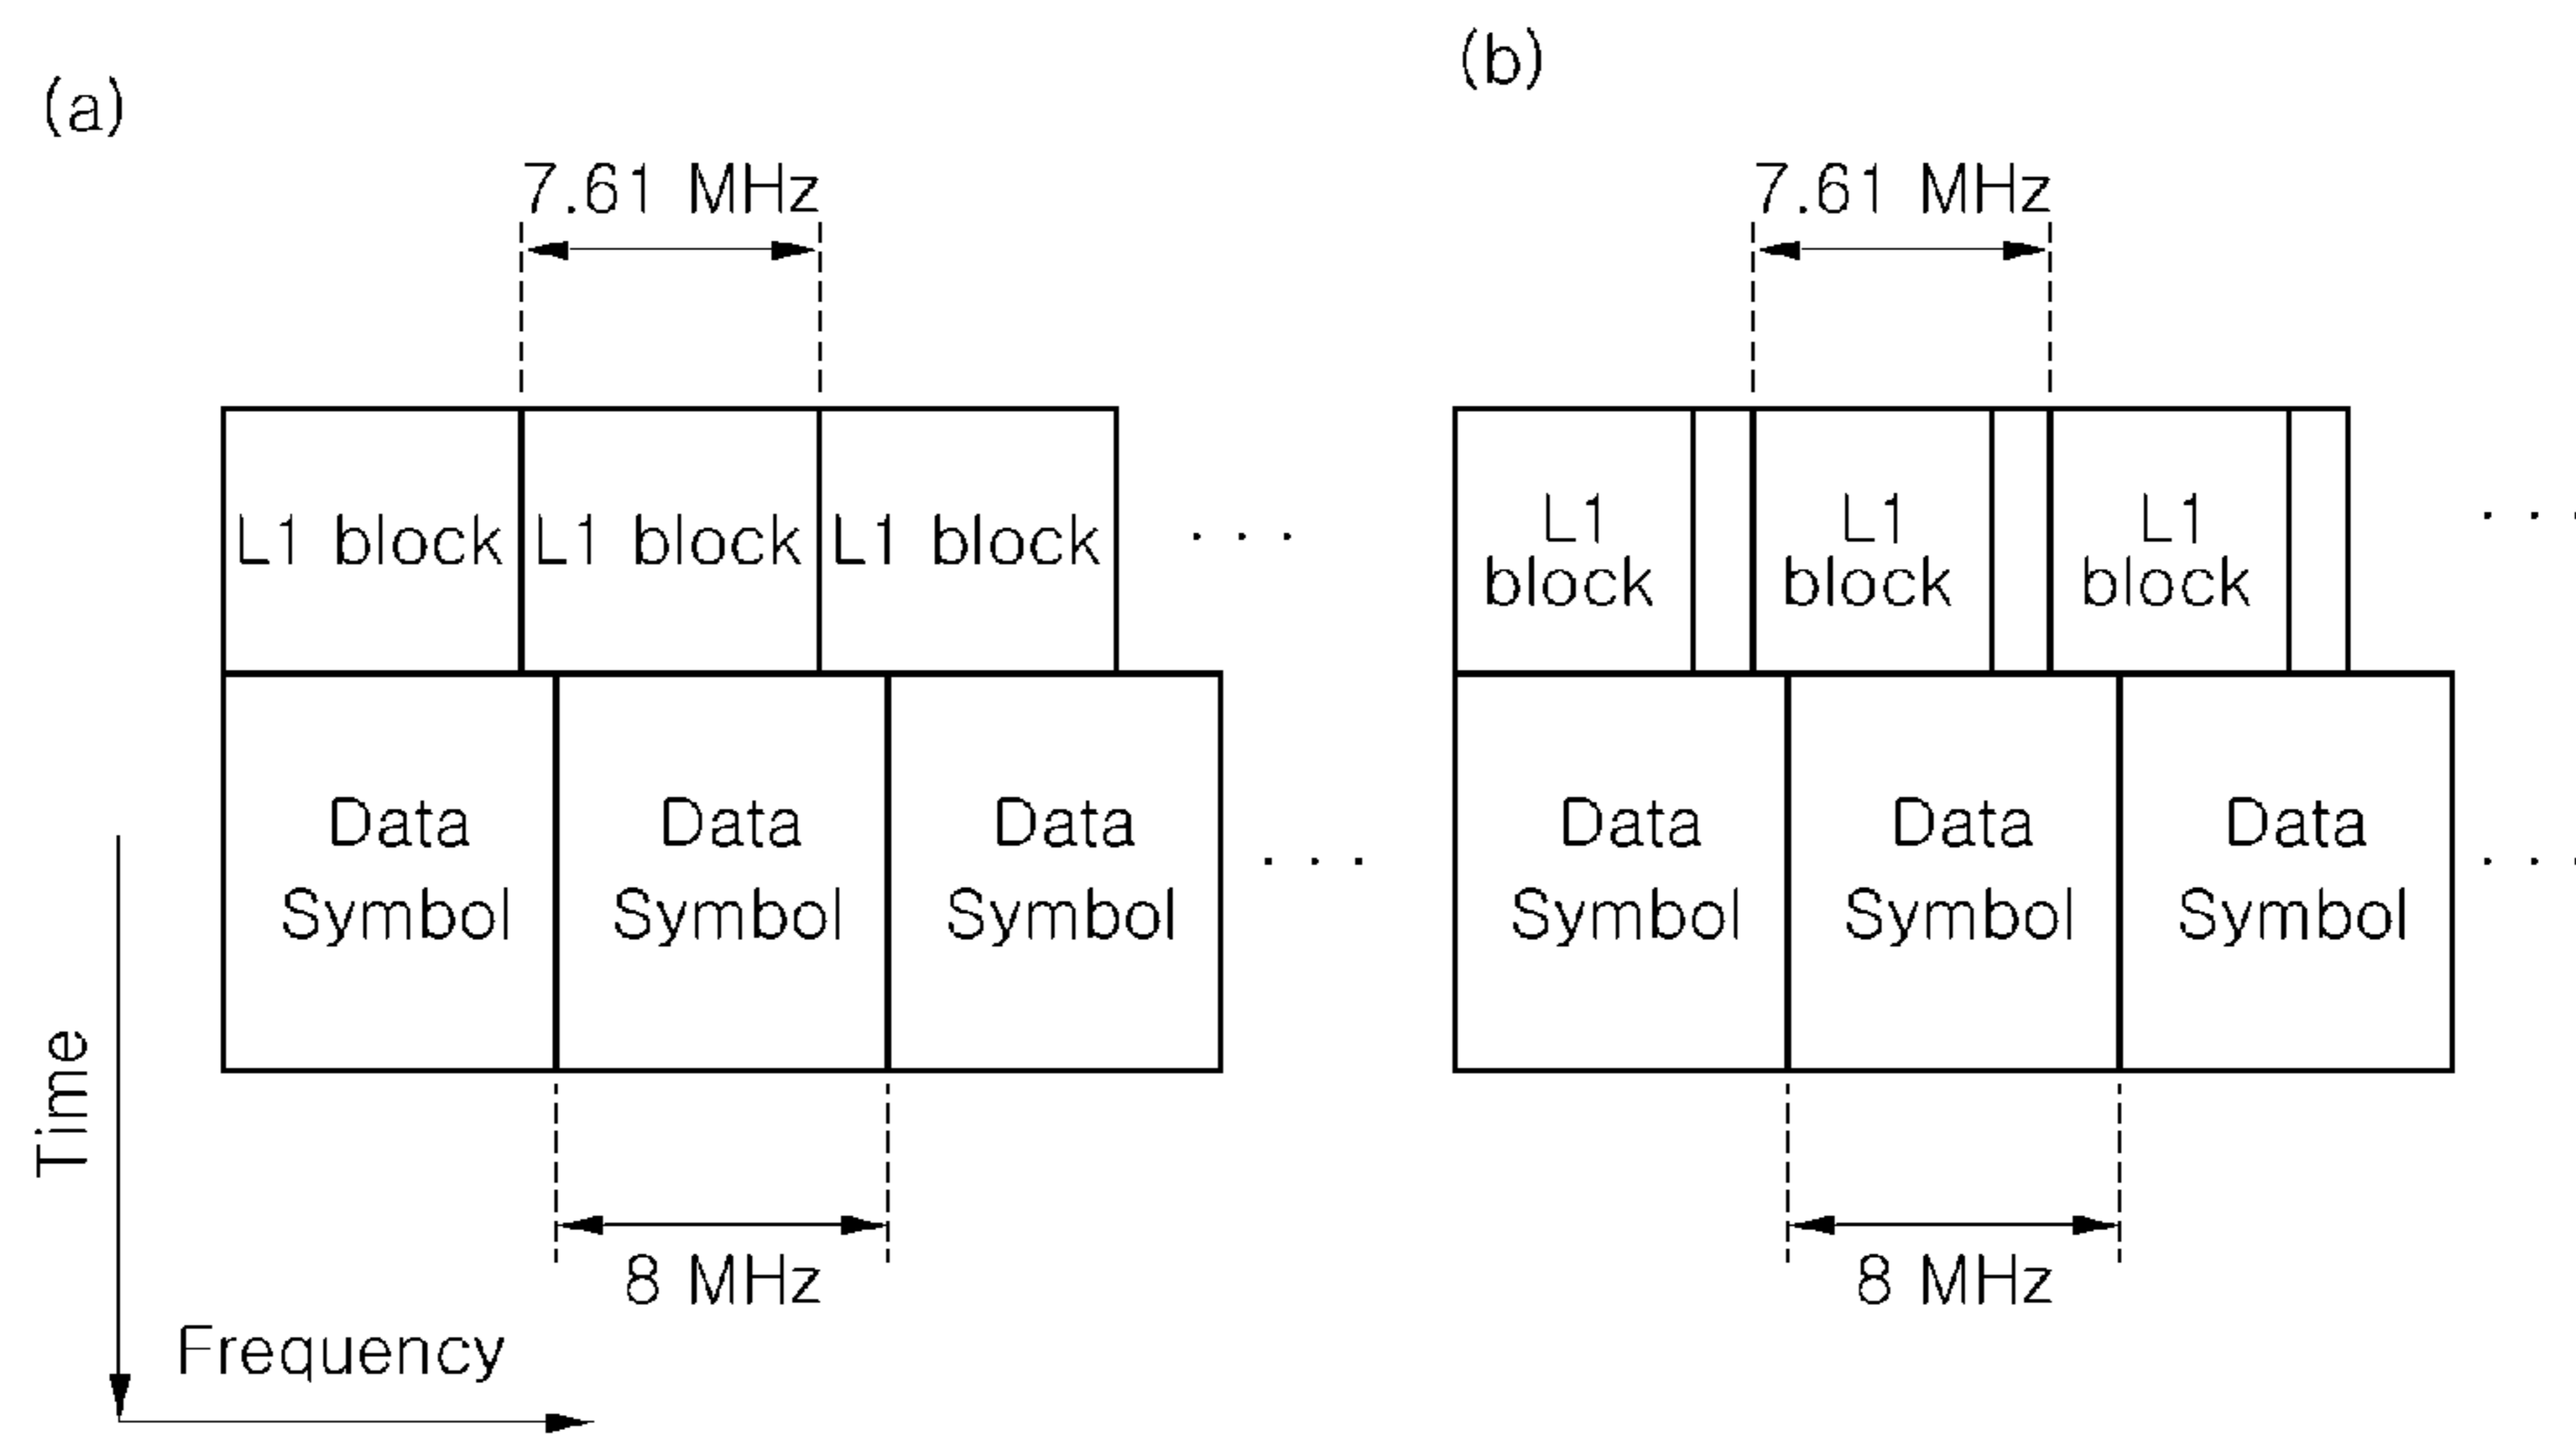 (a)
7.61 MHz
L1 block L1 block L1 block . . .
Data Data Data
Symbol Symbol Symbol
. . .
8 MHz
Time
Frequency
(b)
7.61 MHz
L1 L1 L1
block block block
. . .
Data Data Data
Symbol Symbol Symbol
. . .
8 MHz